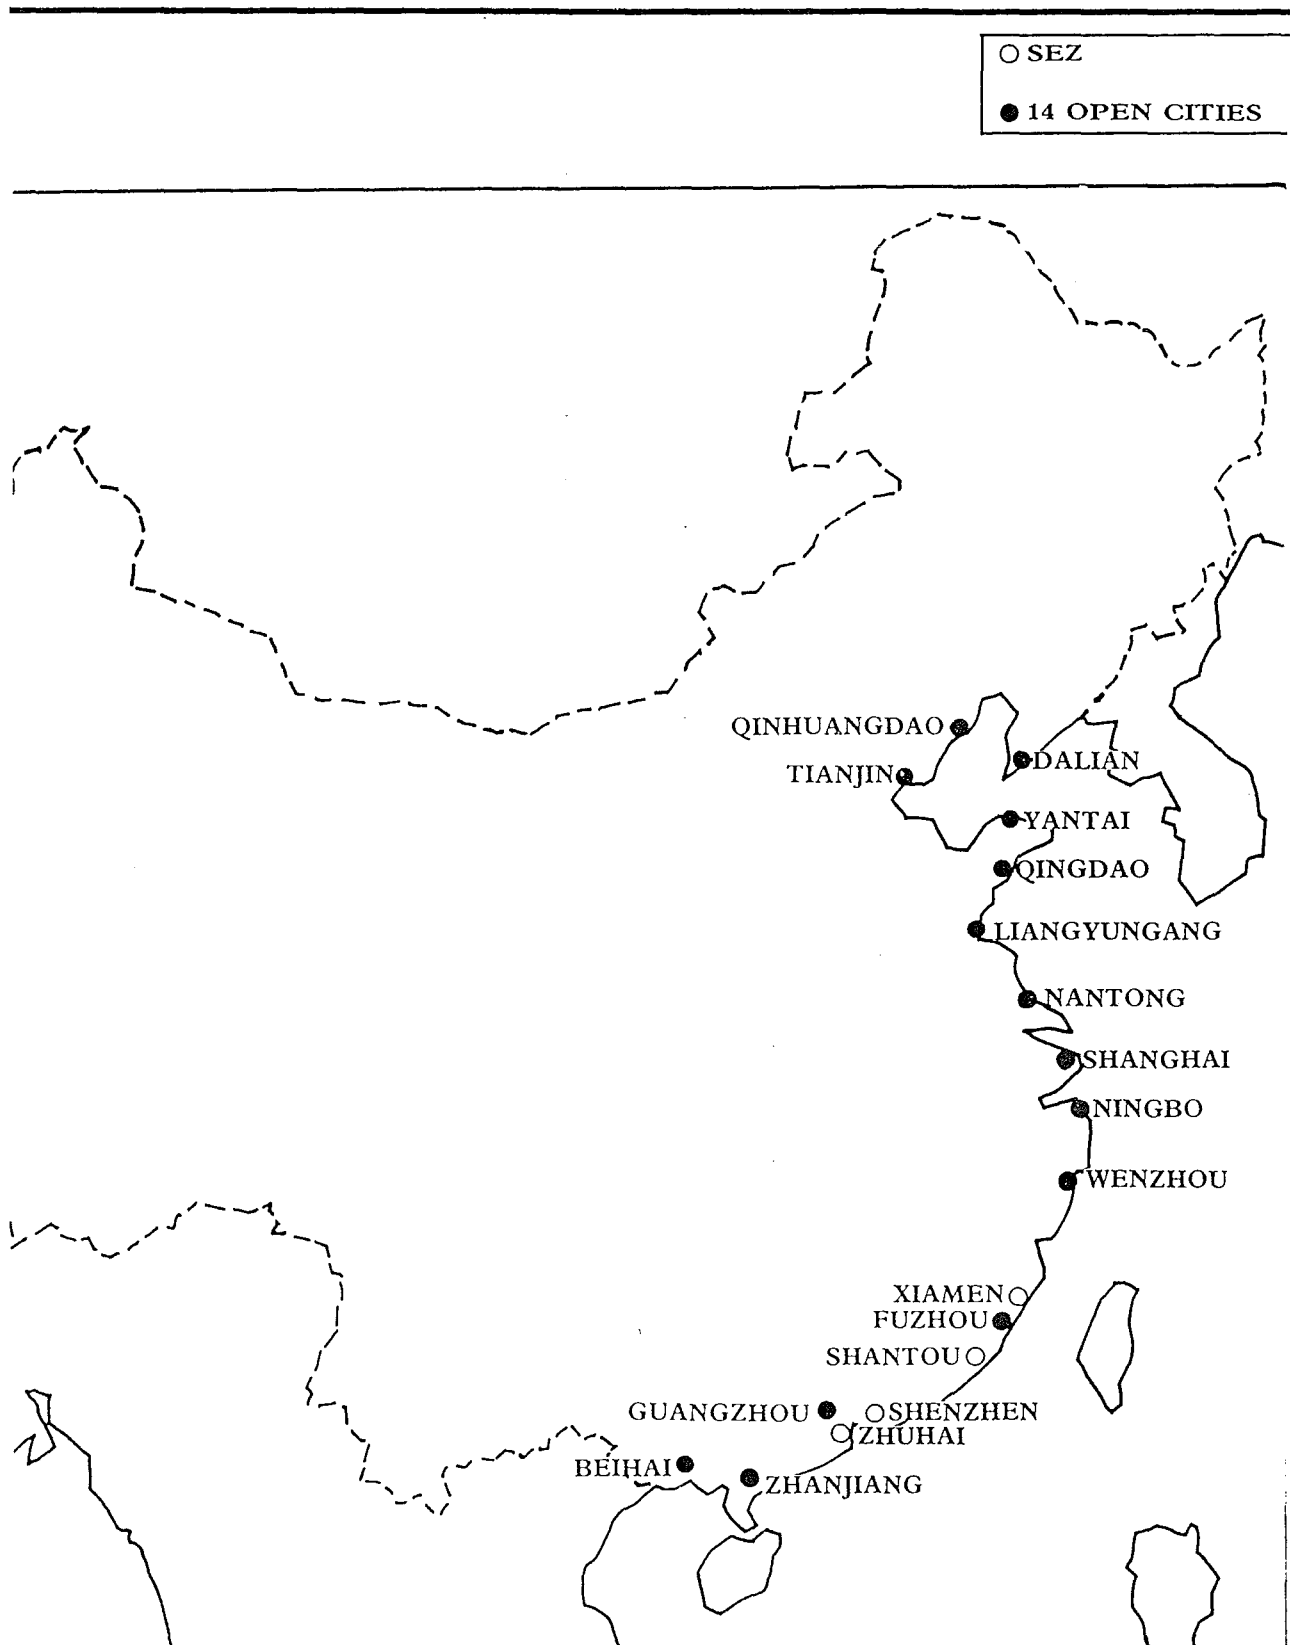 SEZ
14 OPEN CITIES
QINHUANGDAO
DALIAN
TIANJIN
YANTAI
QINGDAO
LIANGYUNGANG
NANTONG
SHANGHAI
NINGBO
WENZHOU
XIAMEN
FUZHOU
SHANTOU
GUANGZHOU
SHENZHEN
ZHUHAI
BEIHAI
ZHANJIANG